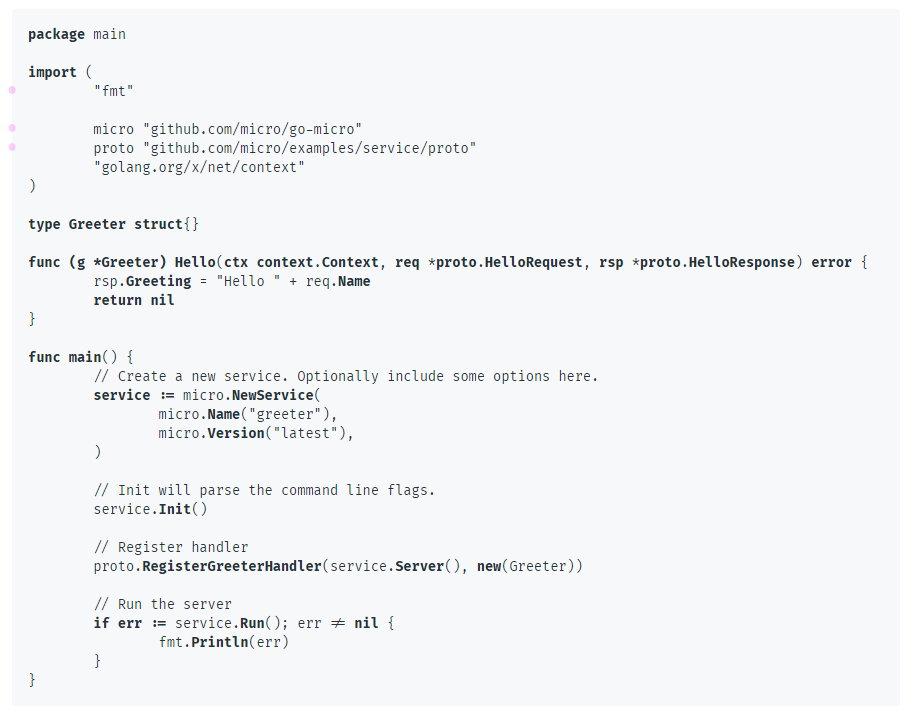 package main
import (
"fmt"
micro "github.com/micro/go-micro"
proto "github.com/micro/examples/service/proto"
"golang.org/x/net/context"
)
type Greeter struct{}
func (g *Greeter) Hello(ctx context.Context, req *proto.HelloRequest, rsp *proto.HelloResponse) error {
rsp.Greeting = "Hello " + req.Name
return nil
}
func main() {
// Create a new service. Optionally include some options here.
service := micro.NewService(
micro.Name("greeter"),
micro.Version("latest"),
)
// Init will parse the command line flags.
service.Init()
// Register handler
proto.RegisterGreeterHandler(service.Server(), new(Greeter))
// Run the server
if err := service.Run(); err != nil {
fmt.Println(err)
}
}